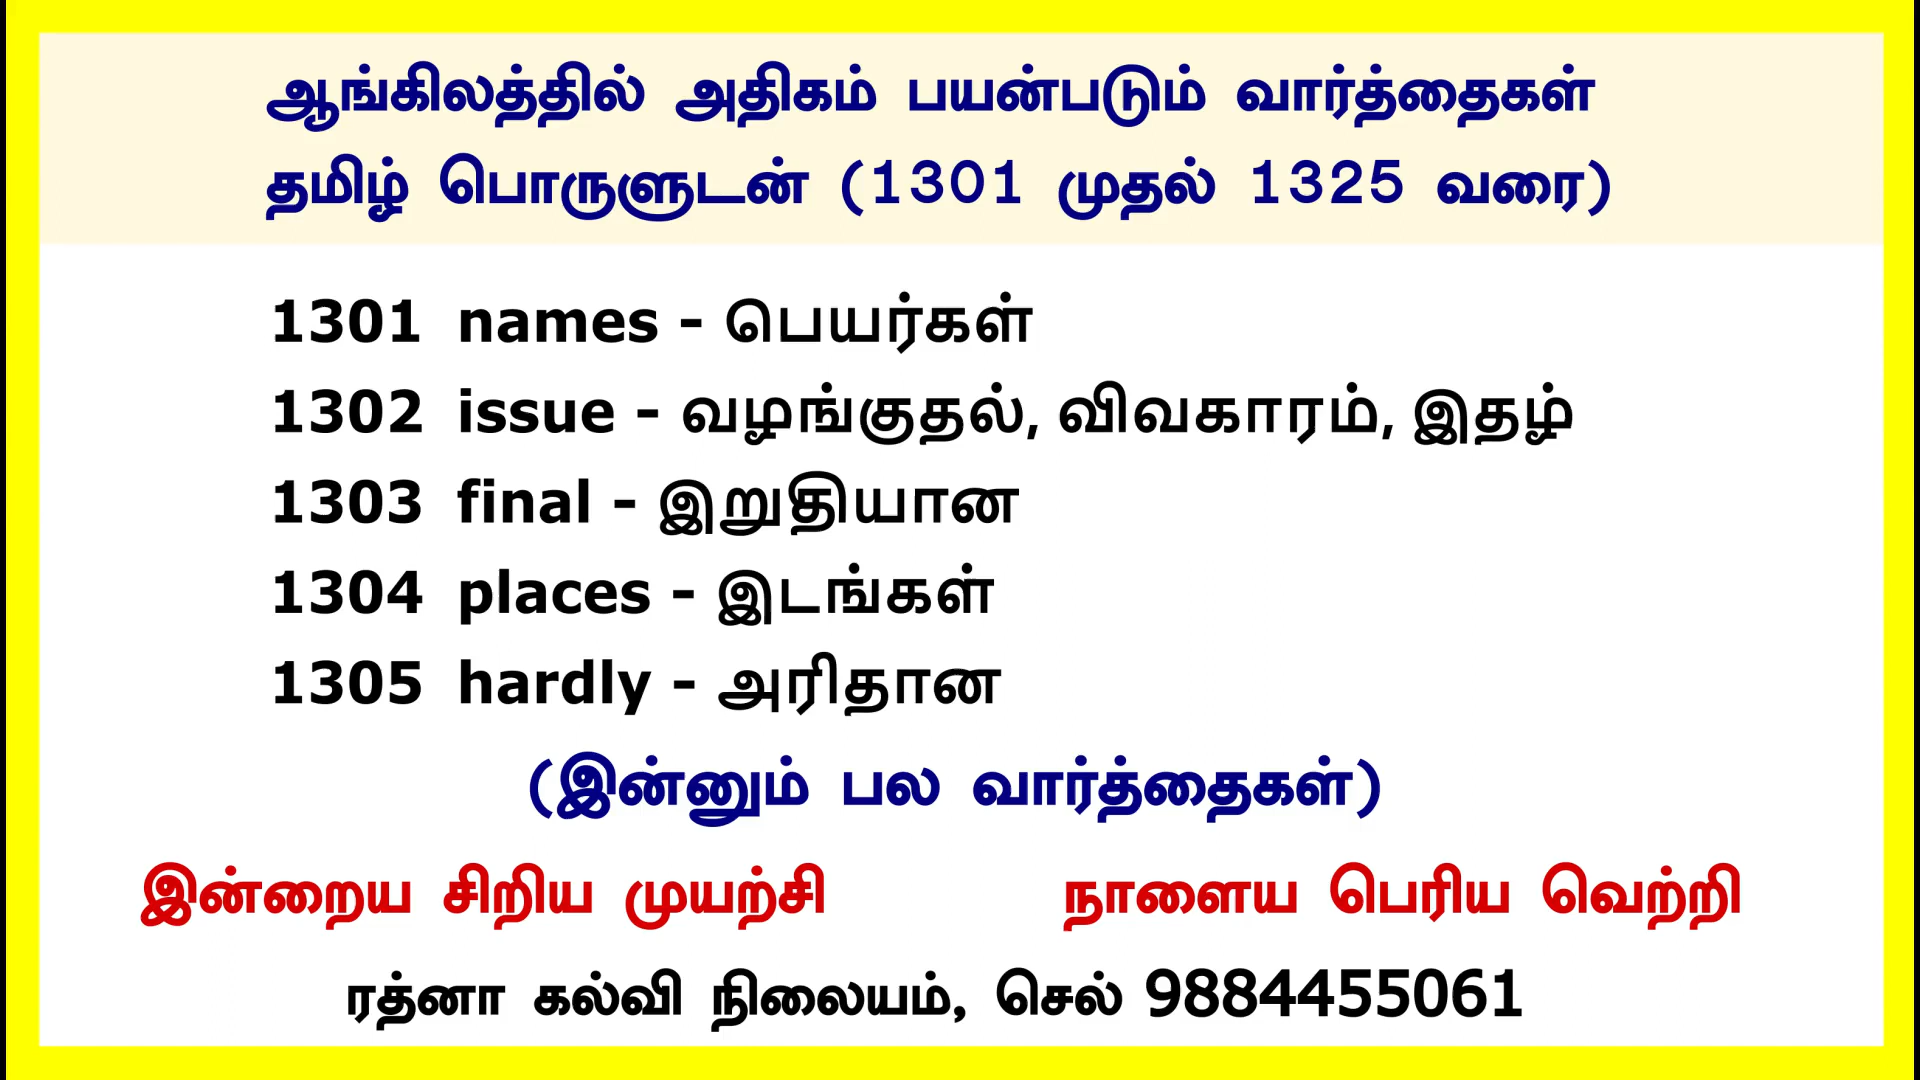 ஆங்கிலத்தில் அதிகம் பயன்படும் வார்த்தைகள்
தமிழ் பொருளுடன் (1301 முதல் 1325 வரை)
1301 names - பெயர்கள்
1302 issue - வழங்குதல், விவகாரம், இதழ்
1303 final - இறுதியான
1304 places - இடங்கள்
1305 hardly - அரிதான
(இன்னும் பல வார்த்தைகள்)
இன்றைய சிறிய முயற்சி நாளைய பெரிய வெற்றி
ரத்னா கல்வி நிலையம், செல் 9884455061